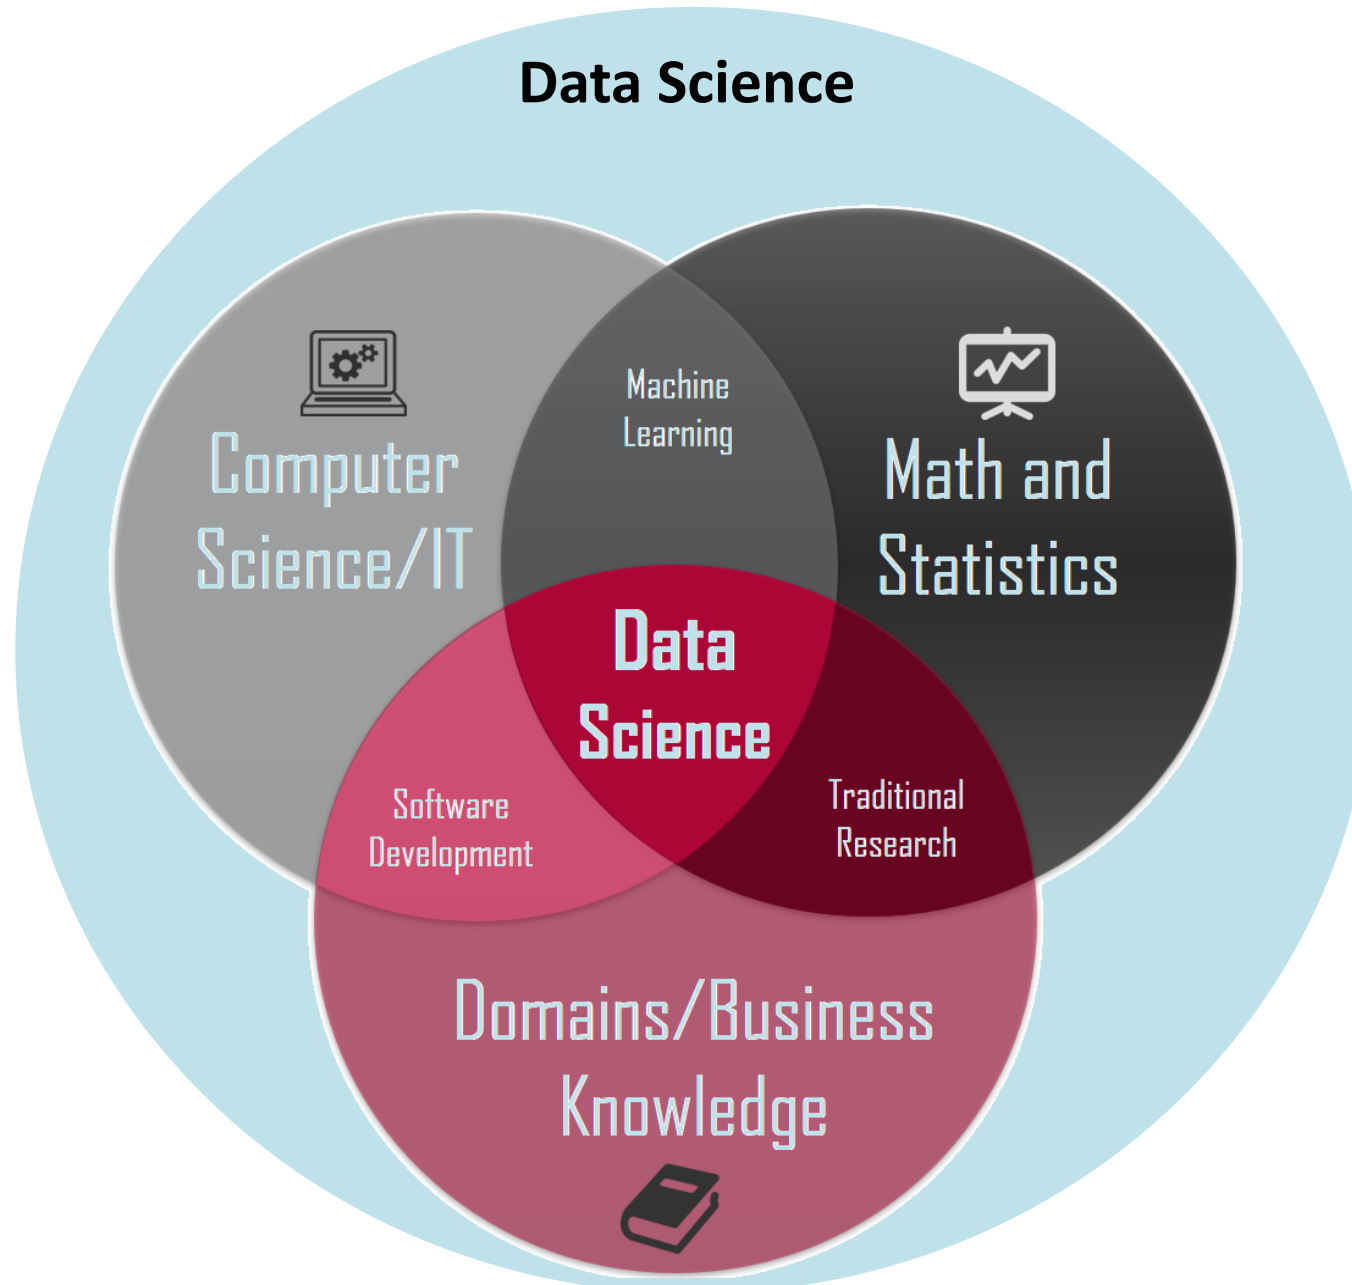 Data Science
Computer
Science/IT
Machine
Learning
Math and
Statistics
Data
Science
Software
Development
Traditional
Research
Domains/Business
Knowledge